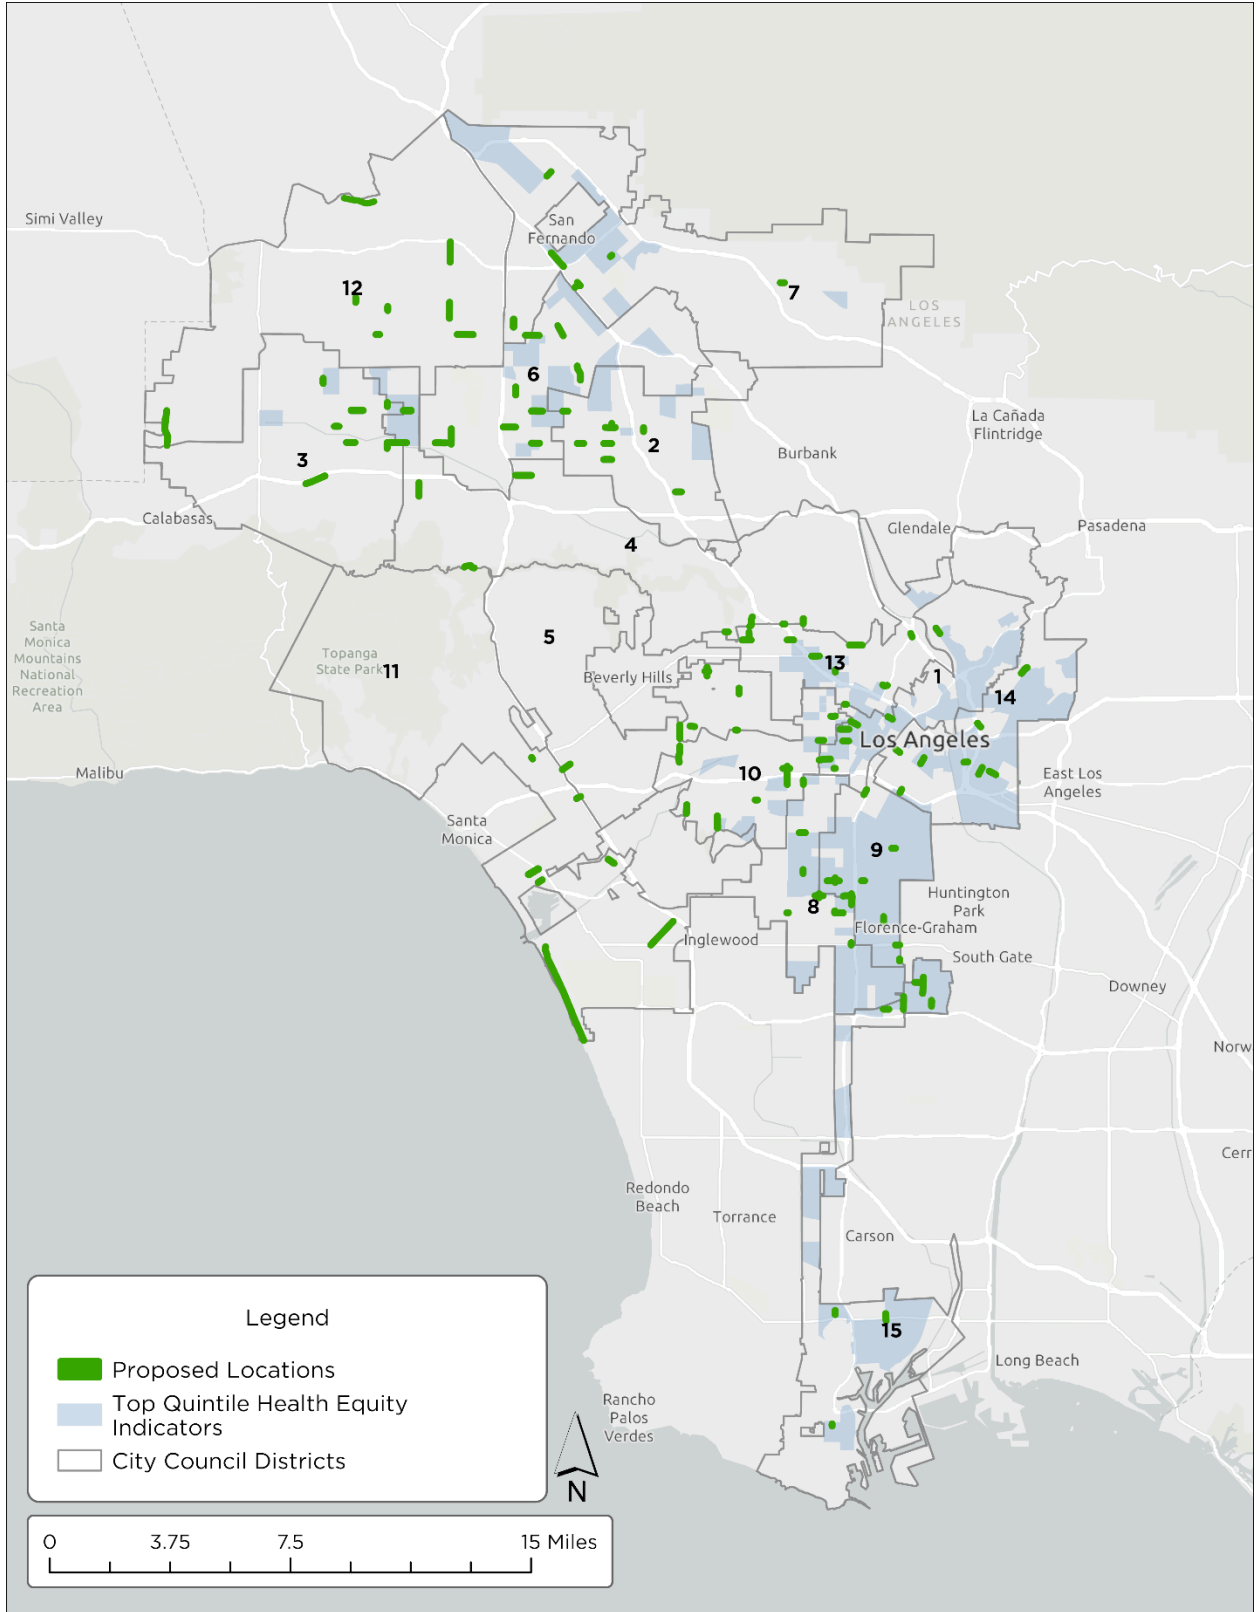 Simi Valley
San
Fernando
12
7
LOS
ANGELES
6
La Cañada
Flintridge
2
3
Burbank
Calabasas
Glendale
Pasadena
4
5
Santa
Monica
Mountains
National
Recreation
Area
Topanga
State Park
11
Beverly Hills
13
1
14
Los Angeles
Malibu
10
East Los
Angeles
Santa
Monica
9
Huntington
Park
8
Florence-Graham
Inglewood
South Gate
Downey
Norw
Cerr
Redondo
Beach
Torrance
Carson
15
Long Beach
Rancho
Palos
Verdes
Legend
Proposed Locations
Top Quintile Health Equity
Indicators
City Council Districts
N
0 3.75 7.5 15 Miles